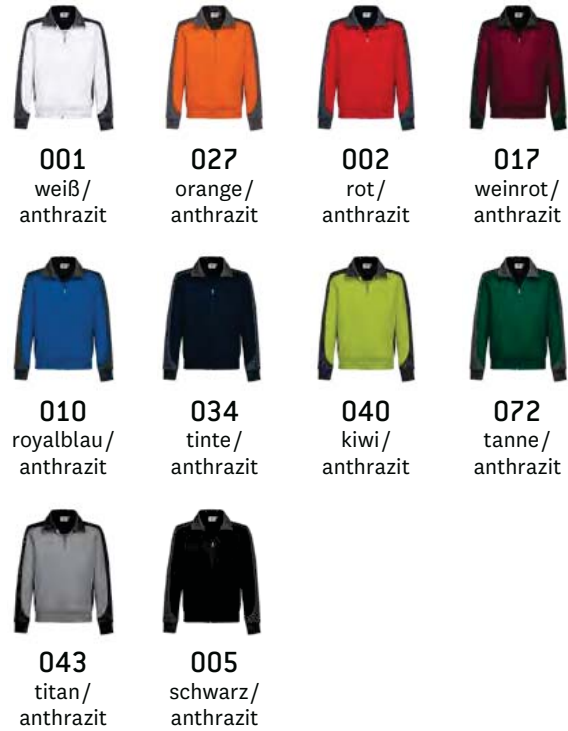 001
weiß/
anthrazit
027
orange/
anthrazit
002
rot/
anthrazit
017
weinrot/
anthrazit
010
royalblau/
anthrazit
034
tinte/
anthrazit
040
kiwi/
anthrazit
072
tanne/
anthrazit
043
titan/
anthrazit
005
schwarz/
anthrazit